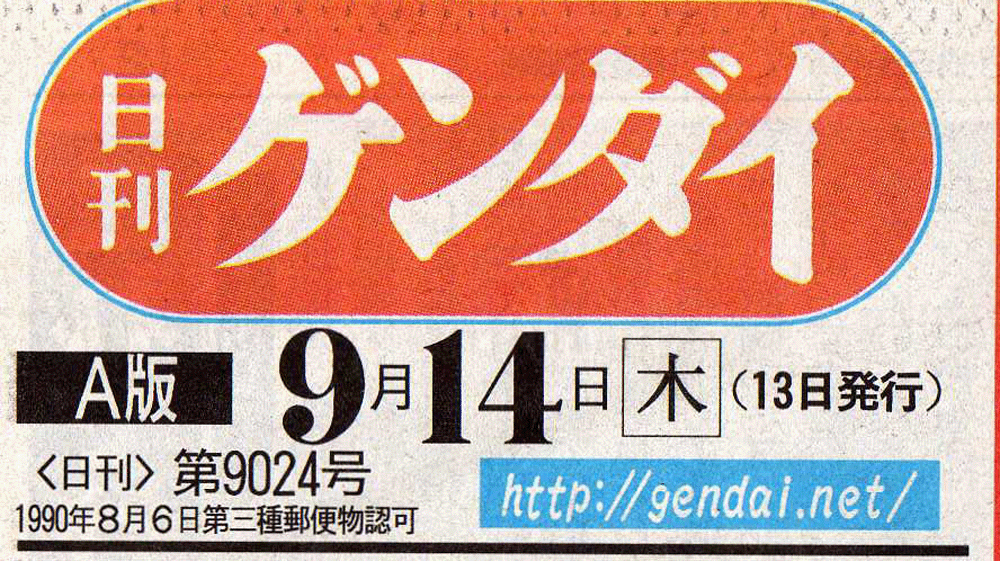 日刊 ゲンダイ
A版 9月14日 木 (13日発行)
〈日刊〉 第9024号
1990年8月6日第三種郵便物認可
http://gendai.net/